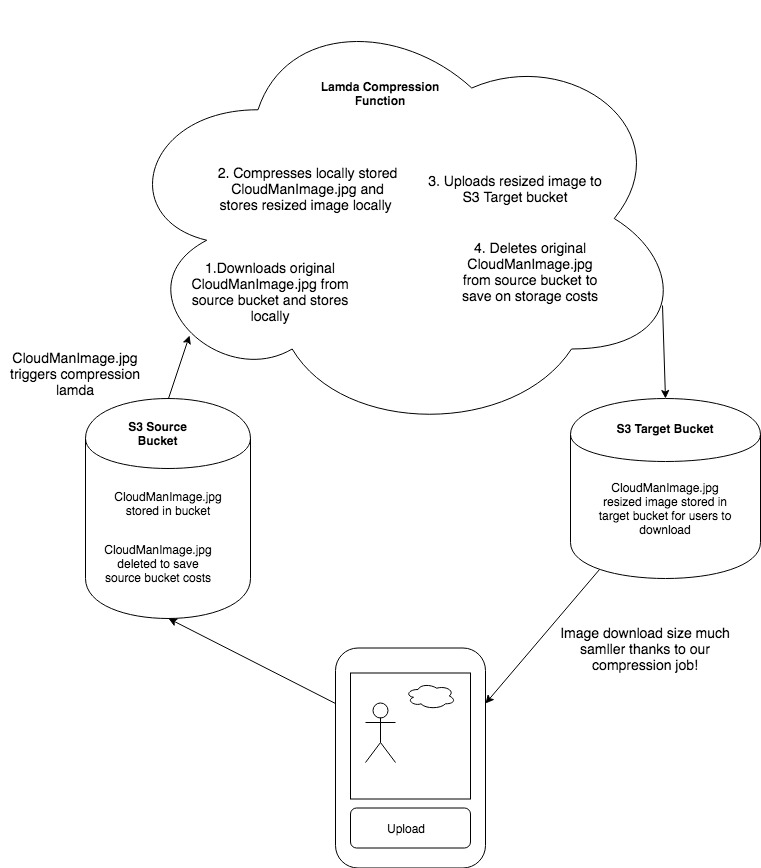 Lamda Compression
Function
2. Compresses locally stored
CloudManImage.jpg and
stores resized image locally
3. Uploads resized image to
S3 Target bucket
1.Downloads original
CloudManImage.jpg from
source bucket and stores
locally
4. Deletes original
CloudManImage.jpg
from source bucket to
save on storage costs
CloudManImage.jpg
triggers compression
lamda
S3 Source
Bucket
CloudManImage.jpg
stored in bucket
CloudManImage.jpg
deleted to save
source bucket costs
S3 Target Bucket
CloudManImage.jpg
resized image stored in
target bucket for users to
download
Image download size much
samller thanks to our
compression job!
Upload